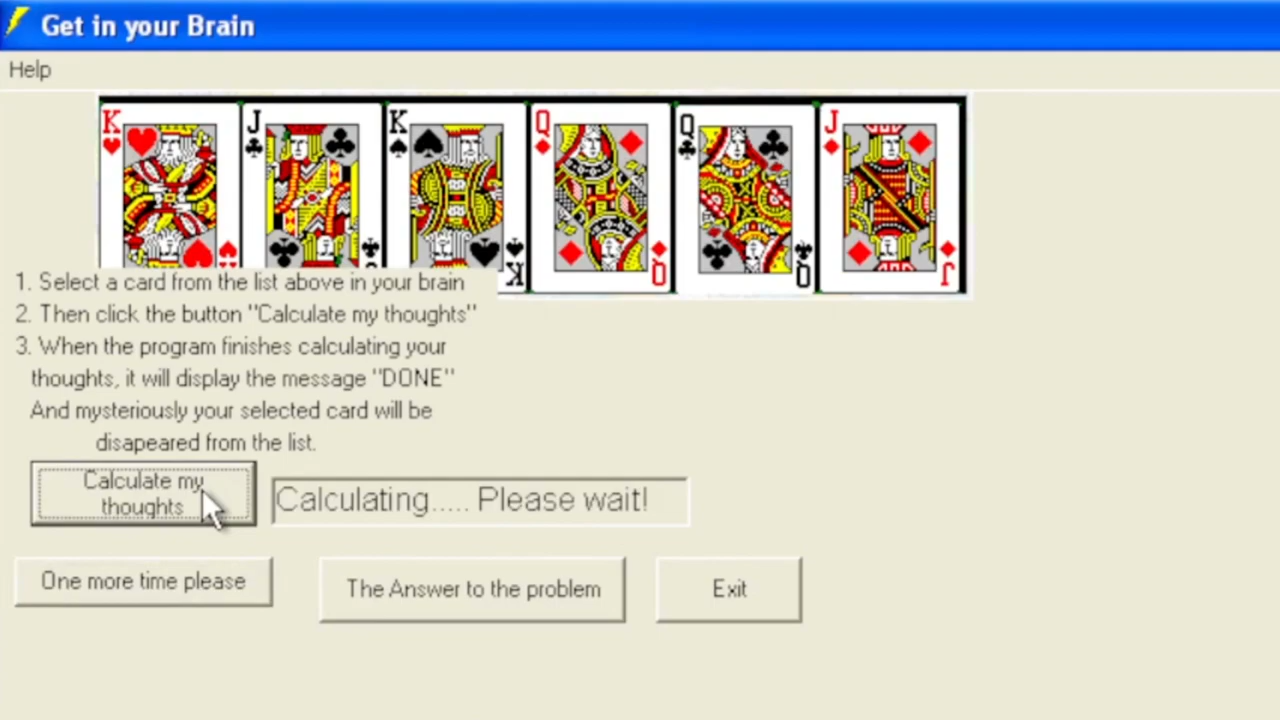 Get in your Brain
Help
K J K Q Q J
K Q Q J
1. Select a card from the list above in your brain
2. Then click the button "Calculate my thoughts"
3. When the program finishes calculating your
thoughts, it will display the message "DONE"
And mysteriously your selected card will be
disapeared from the list.
Calculate my
thoughts
Calculating..... Please wait!
One more time please
The Answer to the problem
Exit